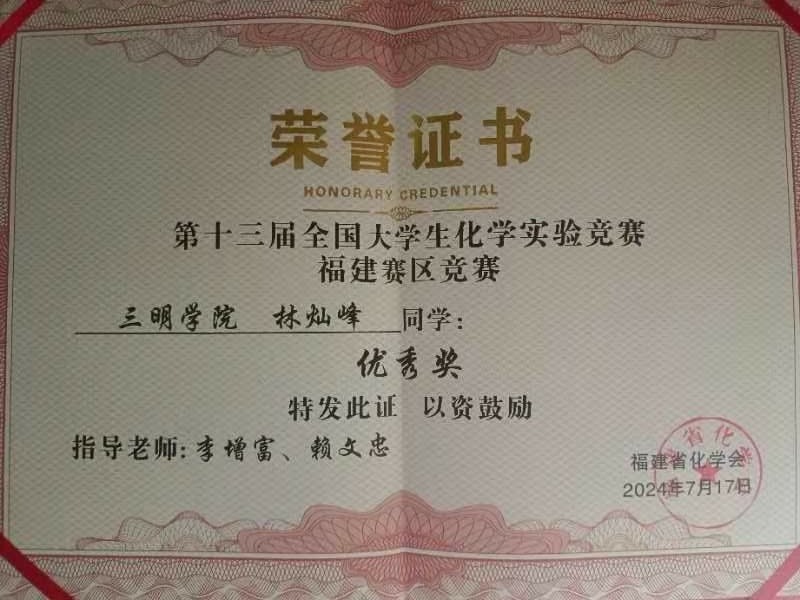 荣誉证书
HONORARY CREDENTIAL
第十三届全国大学生化学实验竞赛
福建赛区竞赛
三明学院 林灿峰 同学：
优秀奖
特发此证 以资鼓励
指导老师：李增富、赖文忠
福建省化学会
2024年7月17日